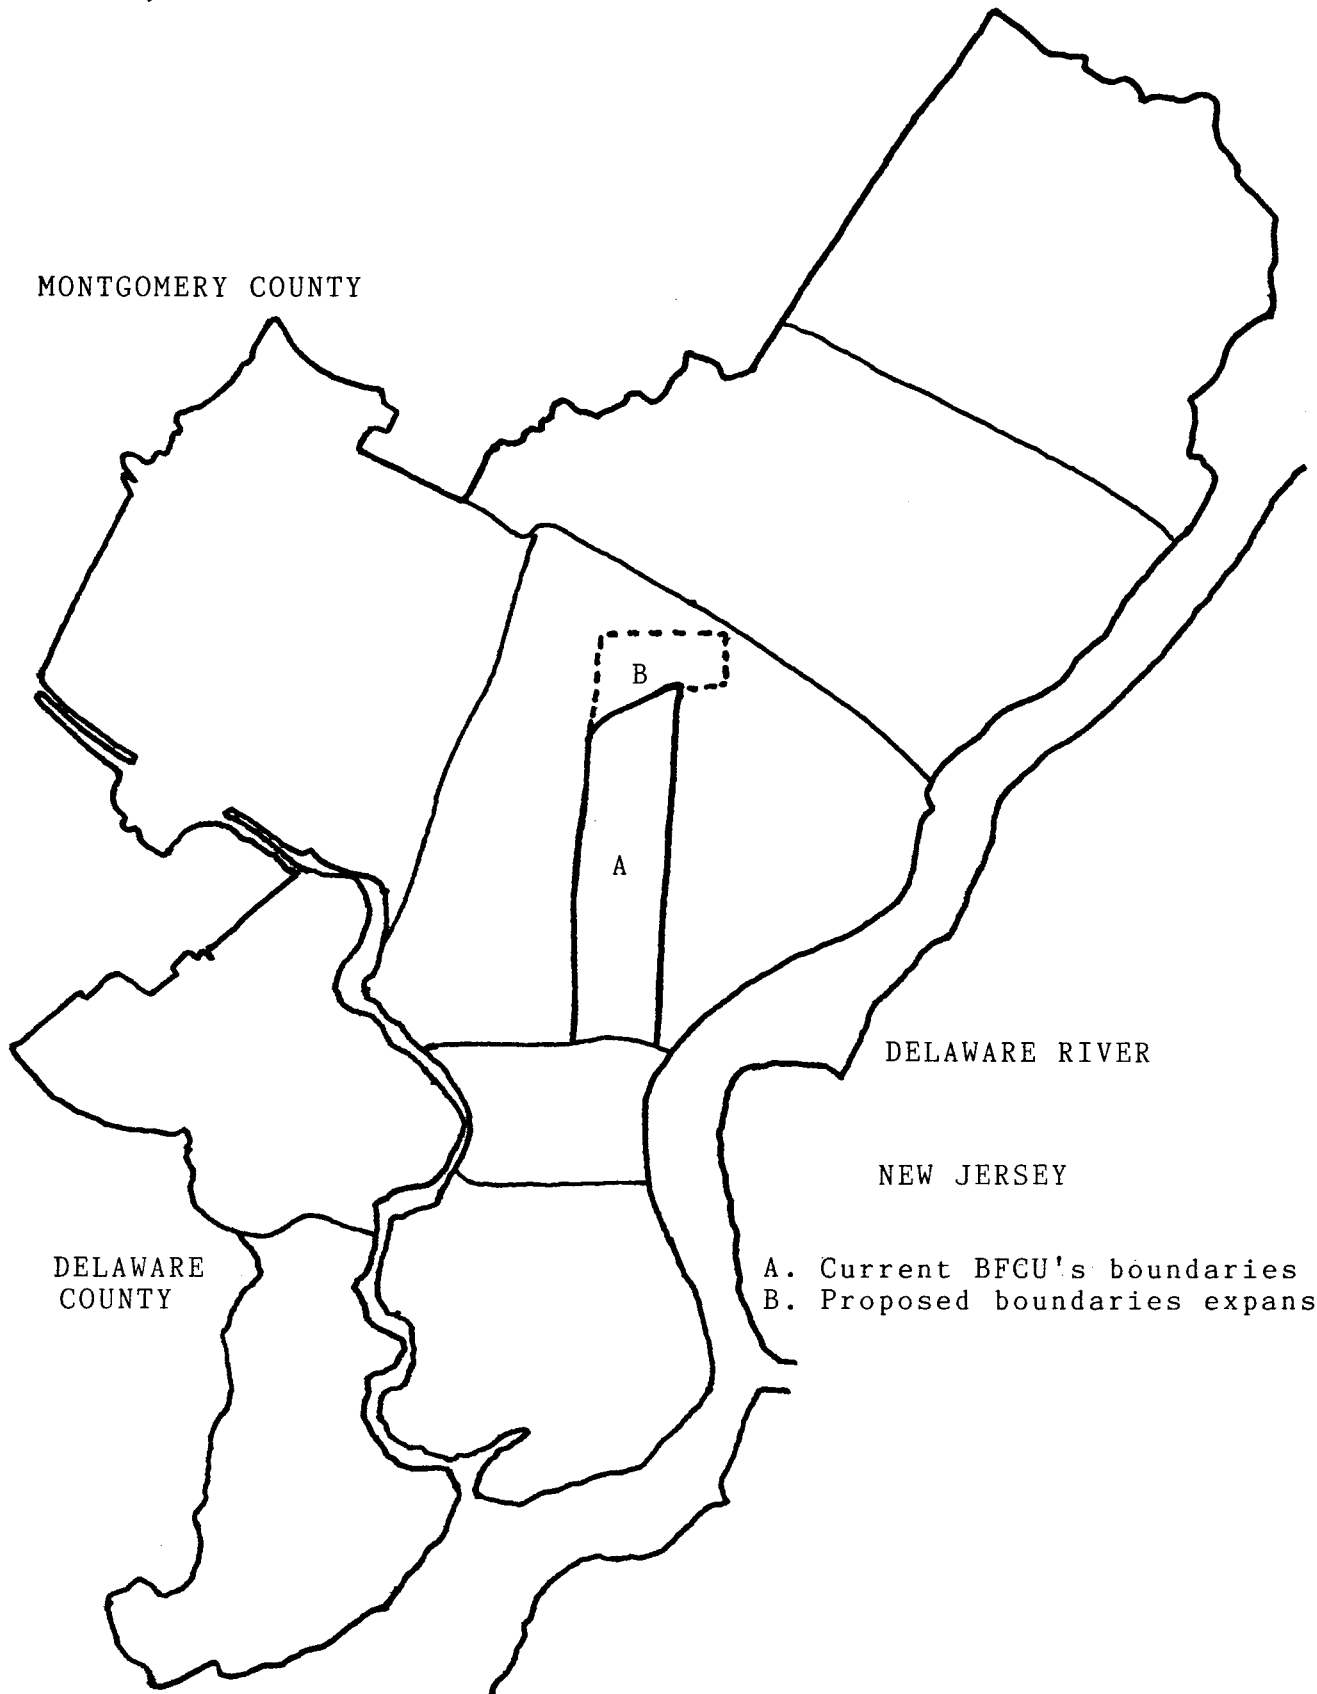 MONTGOMERY COUNTY
B
A
DELAWARE RIVER
NEW JERSEY
DELAWARE
COUNTY
A. Current BFCU's boundaries
B. Proposed boundaries expans